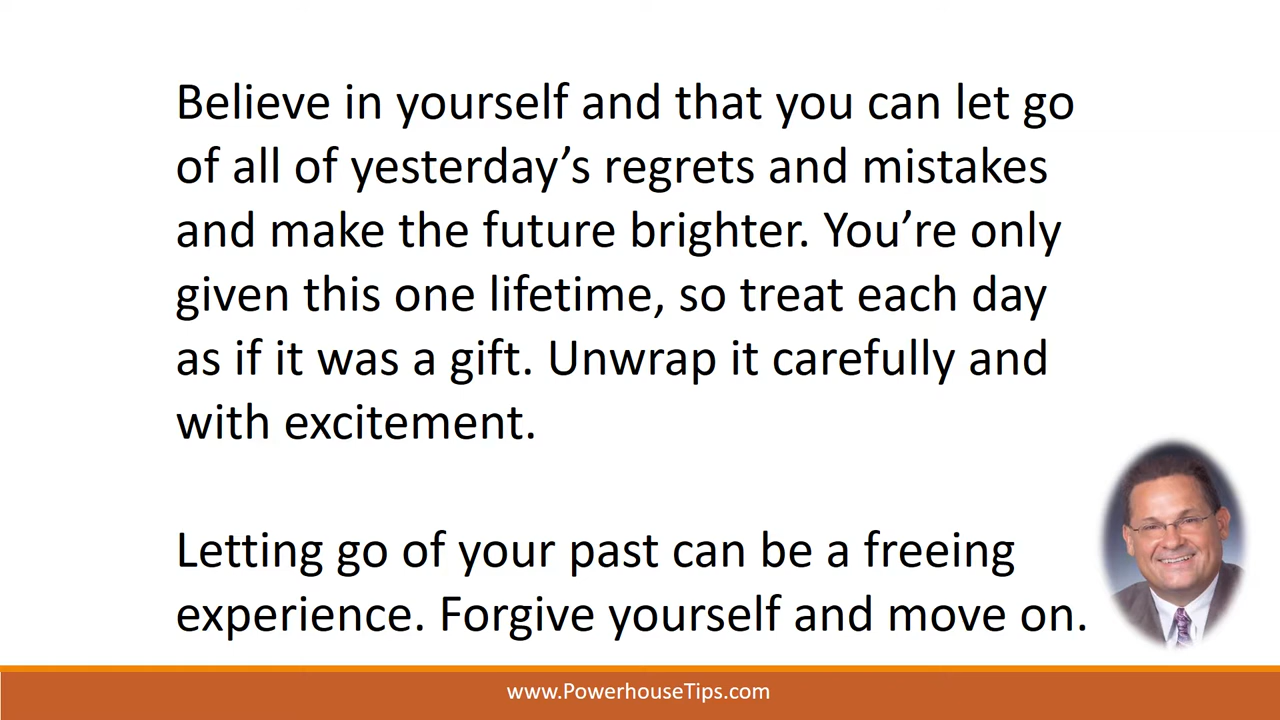 Believe in yourself and that you can let go
of all of yesterday’s regrets and mistakes
and make the future brighter. You’re only
given this one lifetime, so treat each day
as if it was a gift. Unwrap it carefully and
with excitement.
Letting go of your past can be a freeing
experience. Forgive yourself and move on.
www.PowerhouseTips.com